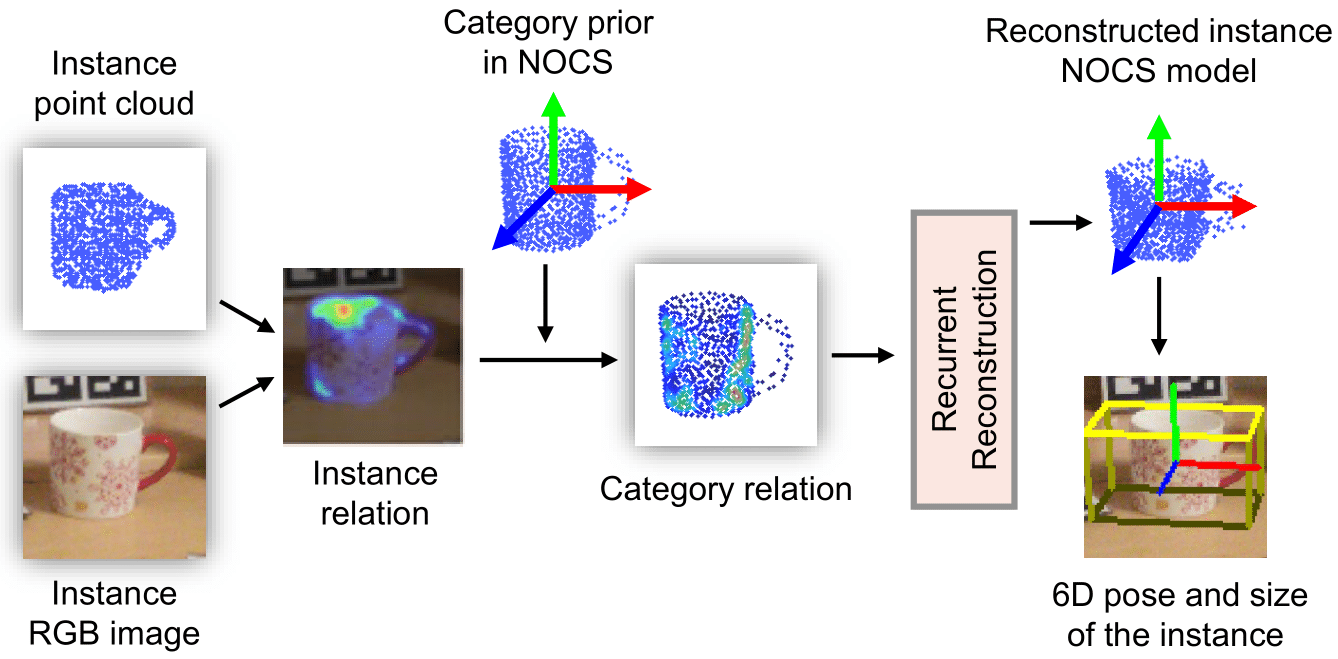 Instance
point cloud
Category prior
in NOCS
Reconstructed instance
NOCS model
Instance
RGB image
Instance
relation
Category relation
Recurrent
Reconstruction
6D pose and size
of the instance